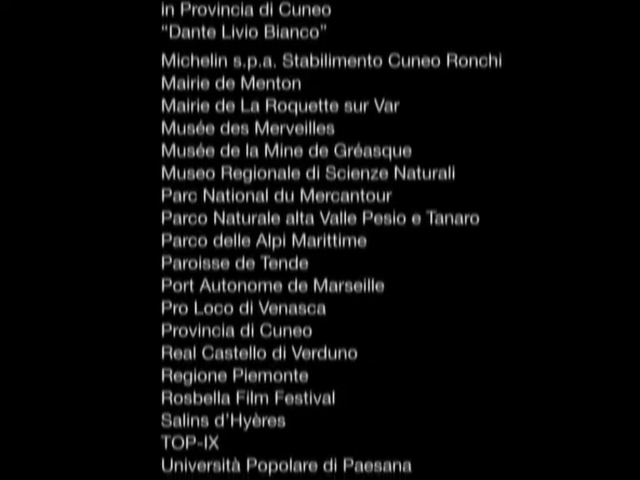 in Provincia di Cuneo
"Dante Livio Bianco"
Michelin s.p.a. Stabilimento Cuneo Ronchi
Mairie de Menton
Mairie de La Roquette sur Var
Musée des Merveilles
Musée de la Mine de Gréasque
Museo Regionale di Scienze Naturali
Parc National du Mercantour
Parco Naturale alta Valle Pesio e Tanaro
Parco delle Alpi Marittime
Paroisse de Tende
Port Autonome de Marseille
Pro Loco di Venasca
Provincia di Cuneo
Real Castello di Verduno
Regione Piemonte
Rosbella Film Festival
Salins d'Hyères
TOP-IX
Università Popolare di Paesana